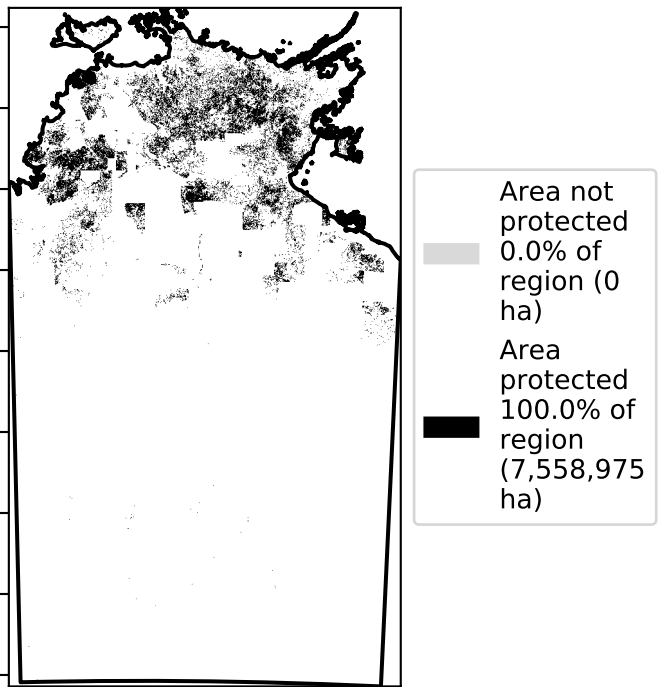 Area not
protected
0.0% of
region (0
ha)
Area
protected
100.0% of
region
(7,558,975
ha)